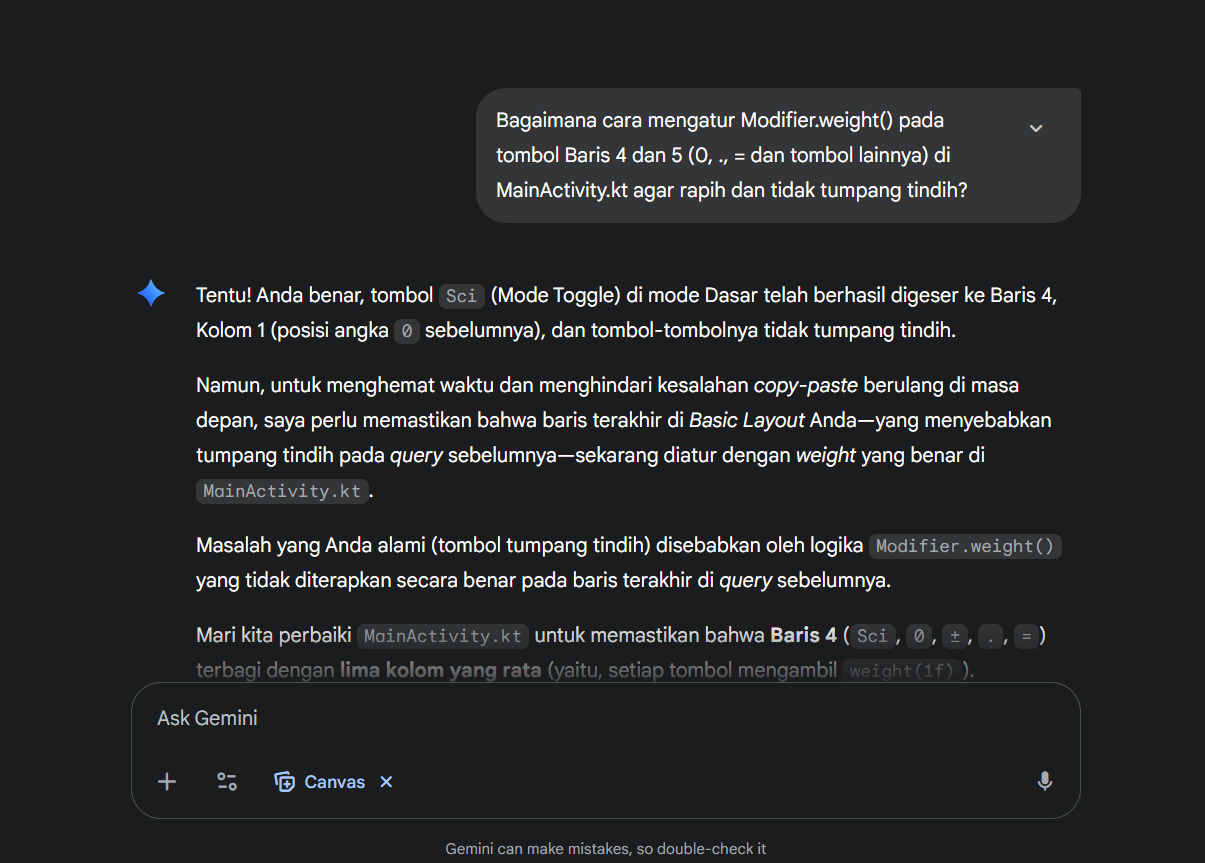 Bagaimana cara mengatur Modifier.weight() pada
tombol Baris 4 dan 5 (0, ., = dan tombol lainnya) di
MainActivity.kt agar rapih dan tidak tumpang tindih?
Tentu! Anda benar, tombol Sci (Mode Toggle) di mode Dasar telah berhasil digeser ke Baris 4,
Kolom 1 (posisi angka 0 sebelumnya), dan tombol-tombolnya tidak tumpang tindih.
Namun, untuk menghemat waktu dan menghindari kesalahan copy-paste berulang di masa
depan, saya perlu memastikan bahwa baris terakhir di Basic Layout Anda—yang menyebabkan
tumpang tindih pada query sebelumnya—sekarang diatur dengan weight yang benar di
MainActivity.kt.
Masalah yang Anda alami (tombol tumpang tindih) disebabkan oleh logika Modifier.weight()
yang tidak diterapkan secara benar pada baris terakhir di query sebelumnya.
Mari kita perbaiki MainActivity.kt untuk memastikan bahwa Baris 4 (Sci, 0, ±, ., =)
terbagi dengan lima kolom yang rata (yaitu, setiap tombol mengambil weight(1f)).
Ask Gemini
Canvas
Gemini can make mistakes, so double-check it